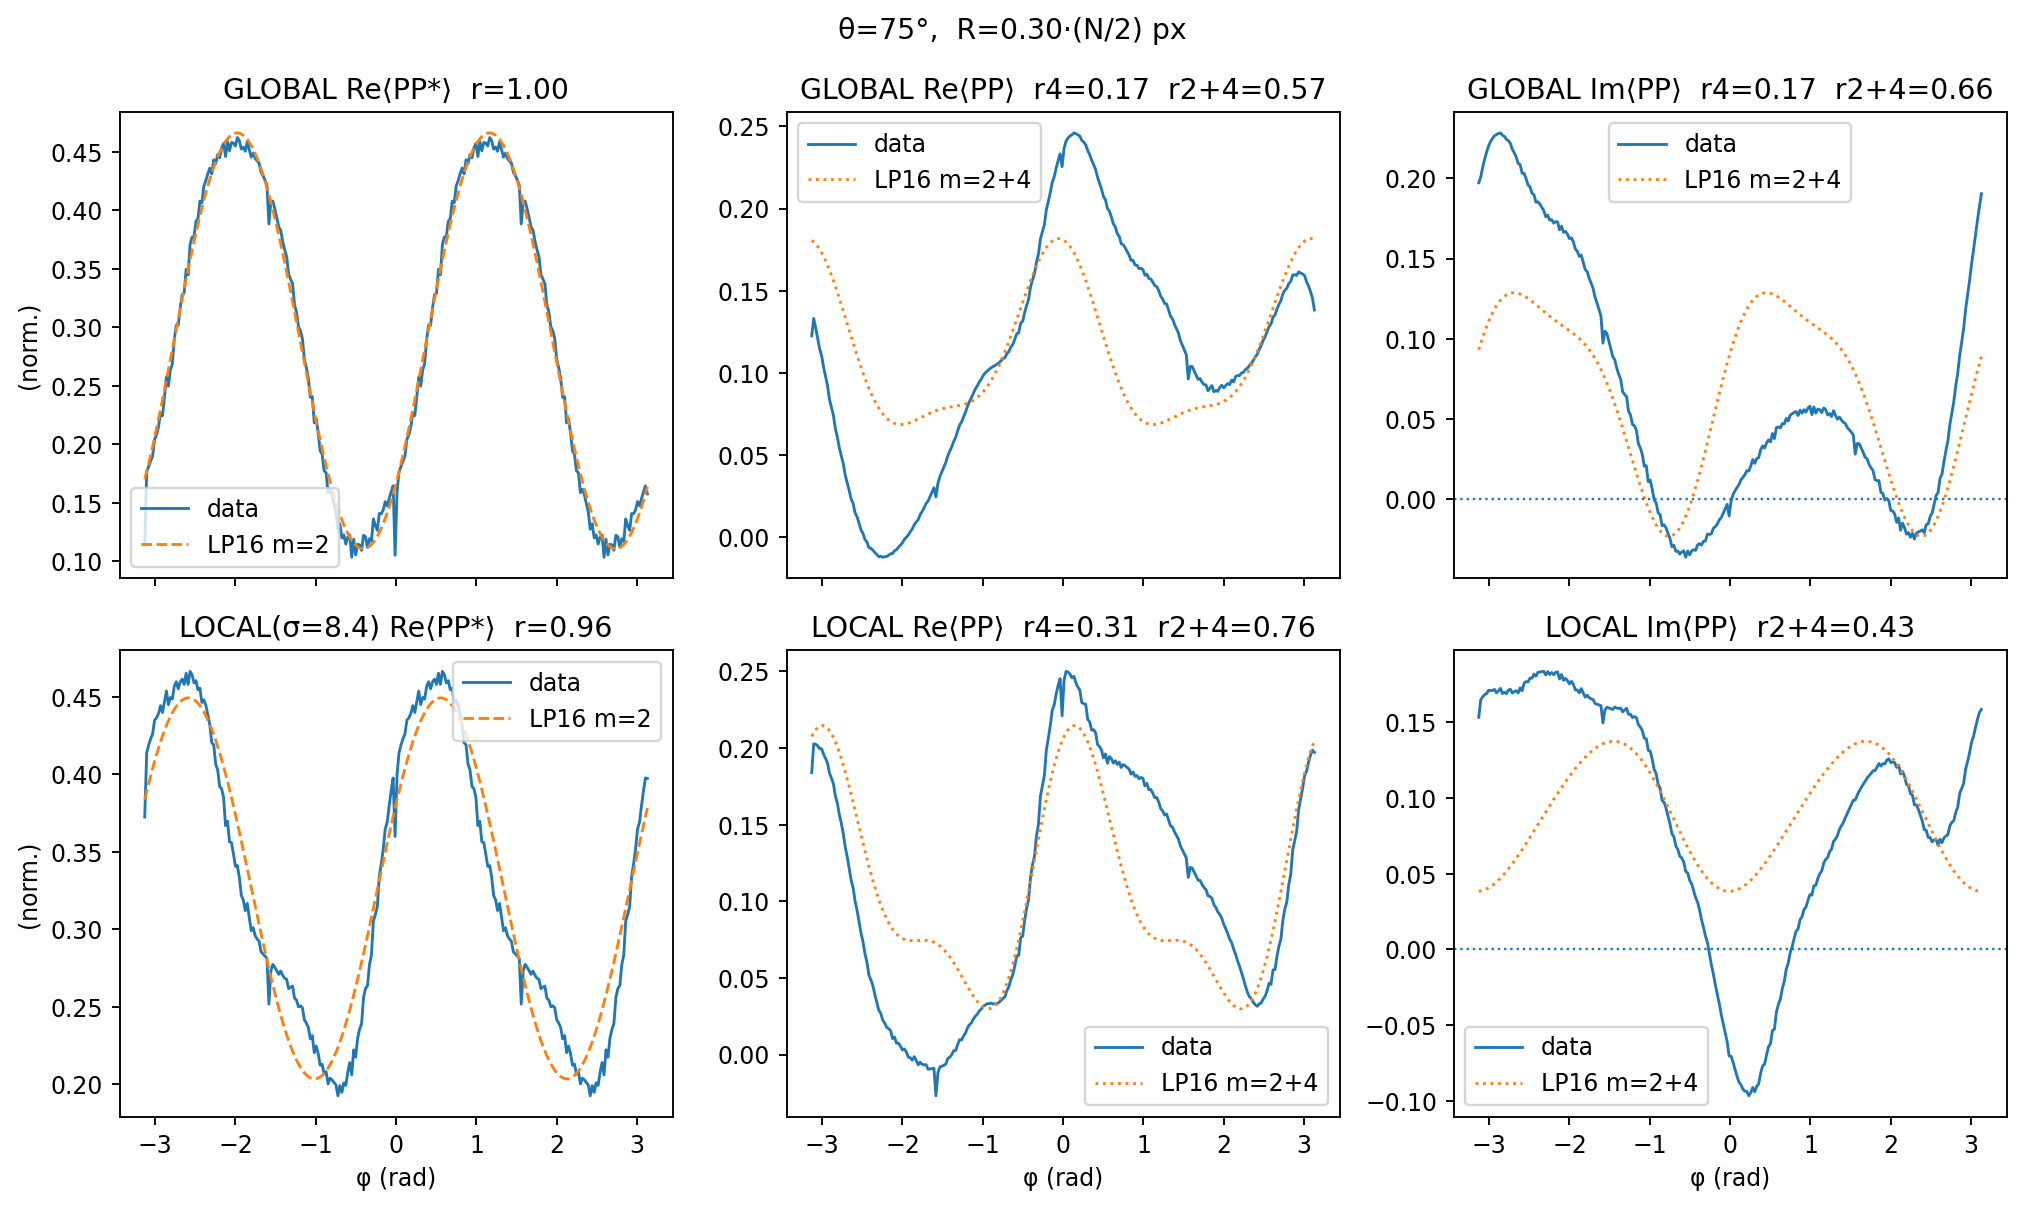 θ=75°,  R=0.30·(N/2) px
GLOBAL Re⟨PP*⟩  r=1.00
(norm.)
0.45
0.40
0.35
0.30
0.25
0.20
0.15
0.10
data
LP16 m=2
GLOBAL Re⟨PP⟩  r4=0.17  r2+4=0.57
0.25
0.20
0.15
0.10
0.05
0.00
data
LP16 m=2+4
GLOBAL Im⟨PP⟩  r4=0.17  r2+4=0.66
0.20
0.15
0.10
0.05
0.00
data
LP16 m=2+4
LOCAL(σ=8.4) Re⟨PP*⟩  r=0.96
(norm.)
0.45
0.40
0.35
0.30
0.25
0.20
data
LP16 m=2
−3 −2 −1 0 1 2 3
φ (rad)
LOCAL Re⟨PP⟩  r4=0.31  r2+4=0.76
0.25
0.20
0.15
0.10
0.05
0.00
data
LP16 m=2+4
−3 −2 −1 0 1 2 3
φ (rad)
LOCAL Im⟨PP⟩  r2+4=0.43
0.15
0.10
0.05
0.00
−0.05
−0.10
data
LP16 m=2+4
−3 −2 −1 0 1 2 3
φ (rad)